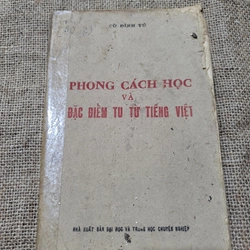 PHONG CÁCH HỌC
VÀ
ĐẶC ĐIỂM TU TỪ TIẾNG VIỆT
NHÀ XUẤT BẢN ĐẠI HỌC VÀ TRUNG HỌC CHUYÊN NGHIỆP